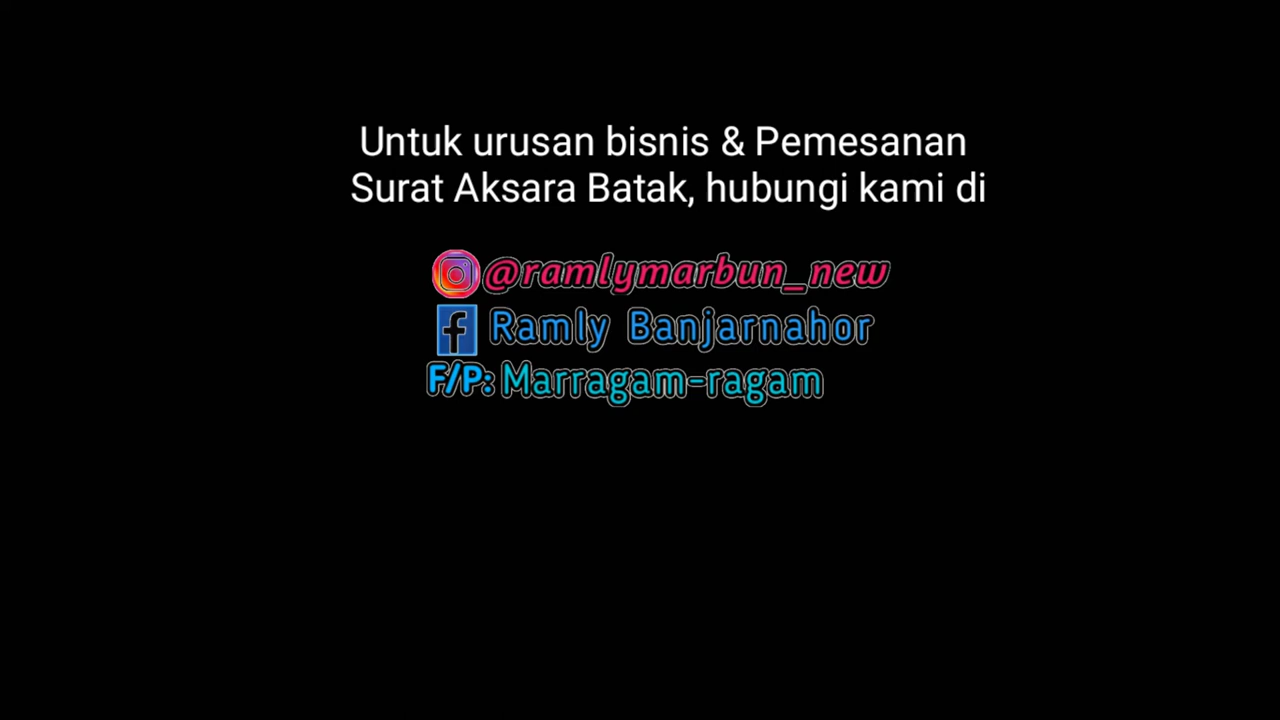 Untuk urusan bisnis & Pemesanan
Surat Aksara Batak, hubungi kami di
@ramlymarbun_new
Ramly Banjarnahor
F/P: Marragam-ragam